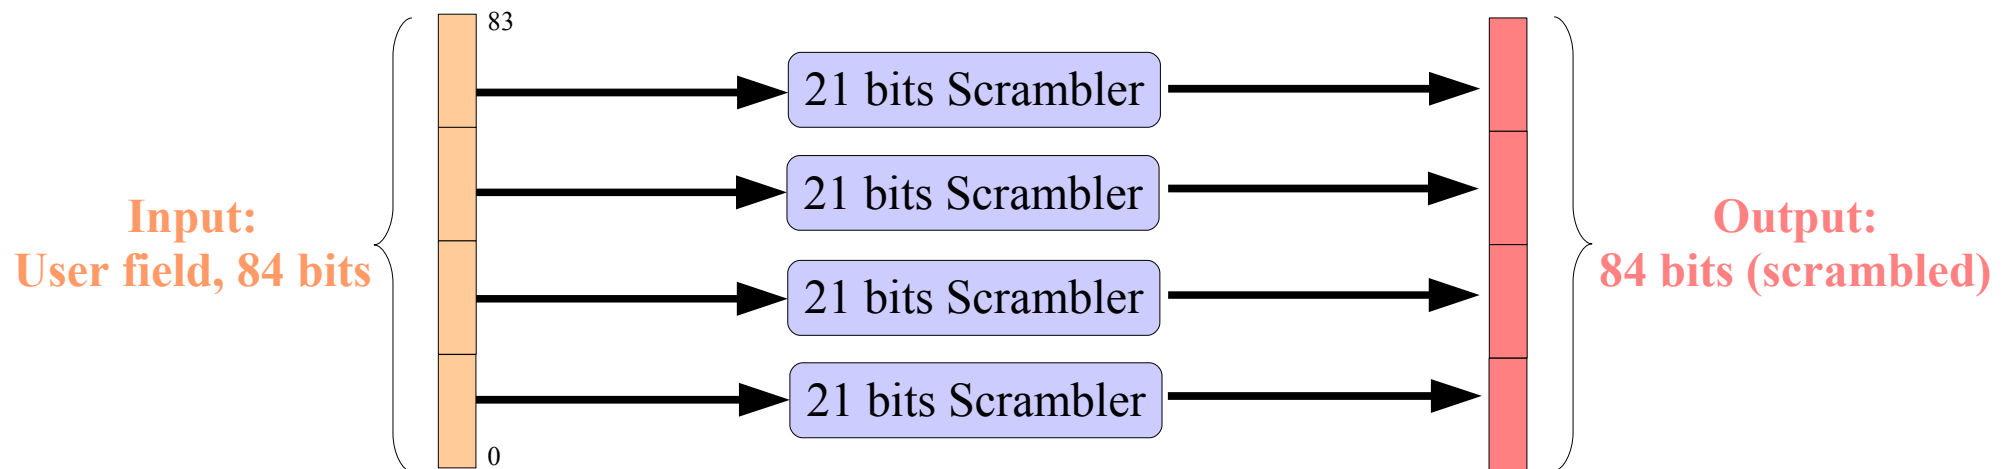 83
21 bits Scrambler
21 bits Scrambler
Input:
User field, 84 bits
Output:
84 bits (scrambled)
21 bits Scrambler
21 bits Scrambler
0